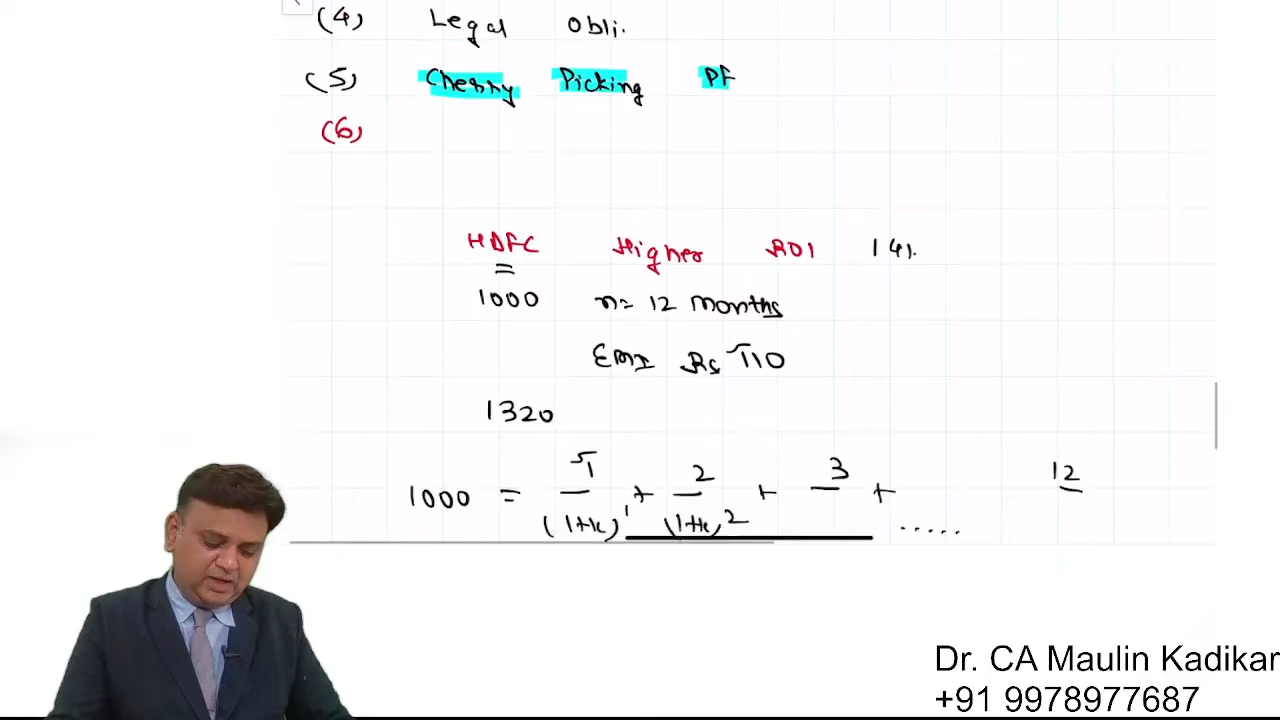 (4) Legal Obli.
(5) Cherry Picking PF
(6)
HDFC Higher ROI 14%.
=
1000 n= 12 months
EMI Rs 110
1320
1000 = 1/(1+k)^1 + 2/(1+k)^2 + 3 + ..... 12
Dr. CA Maulin Kadikar
+91 9978977687